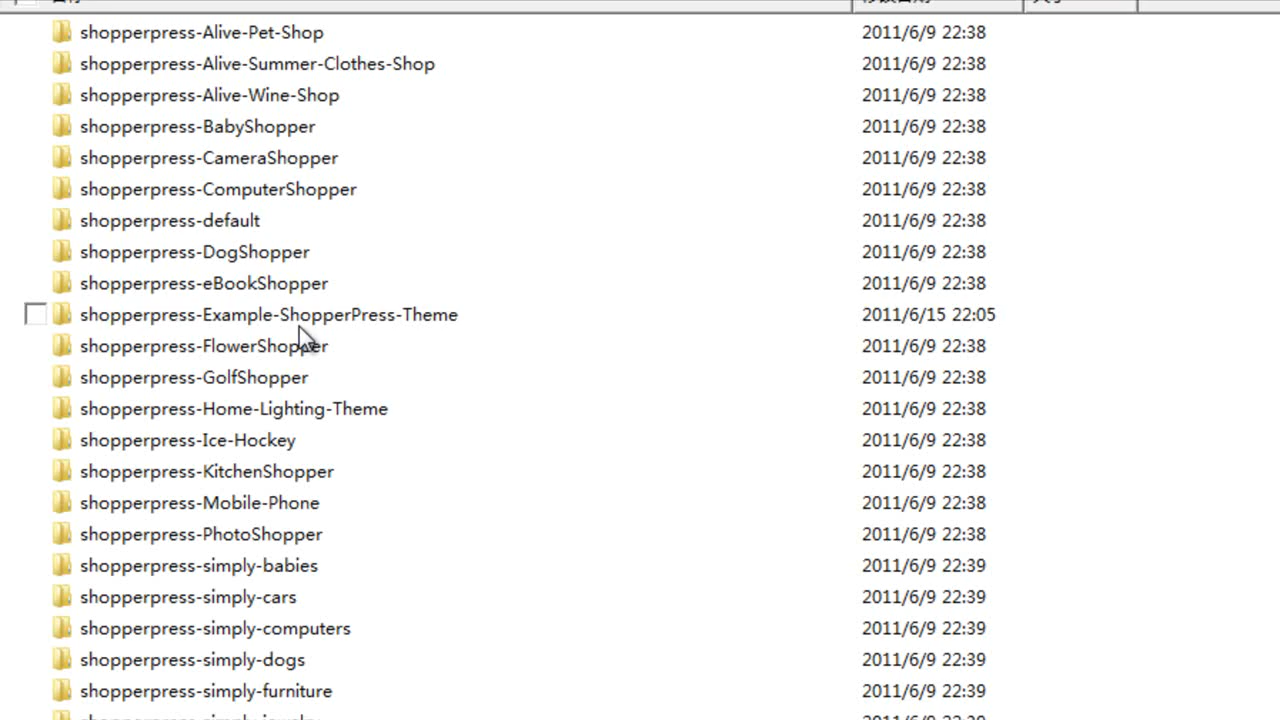 shopperpress-Alive-Pet-Shop 2011/6/9 22:38
shopperpress-Alive-Summer-Clothes-Shop 2011/6/9 22:38
shopperpress-Alive-Wine-Shop 2011/6/9 22:38
shopperpress-BabyShopper 2011/6/9 22:38
shopperpress-CameraShopper 2011/6/9 22:38
shopperpress-ComputerShopper 2011/6/9 22:38
shopperpress-default 2011/6/9 22:38
shopperpress-DogShopper 2011/6/9 22:38
shopperpress-eBookShopper 2011/6/9 22:38
shopperpress-Example-ShopperPress-Theme 2011/6/15 22:05
shopperpress-FlowerShopper 2011/6/9 22:38
shopperpress-GolfShopper 2011/6/9 22:38
shopperpress-Home-Lighting-Theme 2011/6/9 22:38
shopperpress-Ice-Hockey 2011/6/9 22:38
shopperpress-KitchenShopper 2011/6/9 22:38
shopperpress-Mobile-Phone 2011/6/9 22:38
shopperpress-PhotoShopper 2011/6/9 22:38
shopperpress-simply-babies 2011/6/9 22:39
shopperpress-simply-cars 2011/6/9 22:39
shopperpress-simply-computers 2011/6/9 22:39
shopperpress-simply-dogs 2011/6/9 22:39
shopperpress-simply-furniture 2011/6/9 22:39